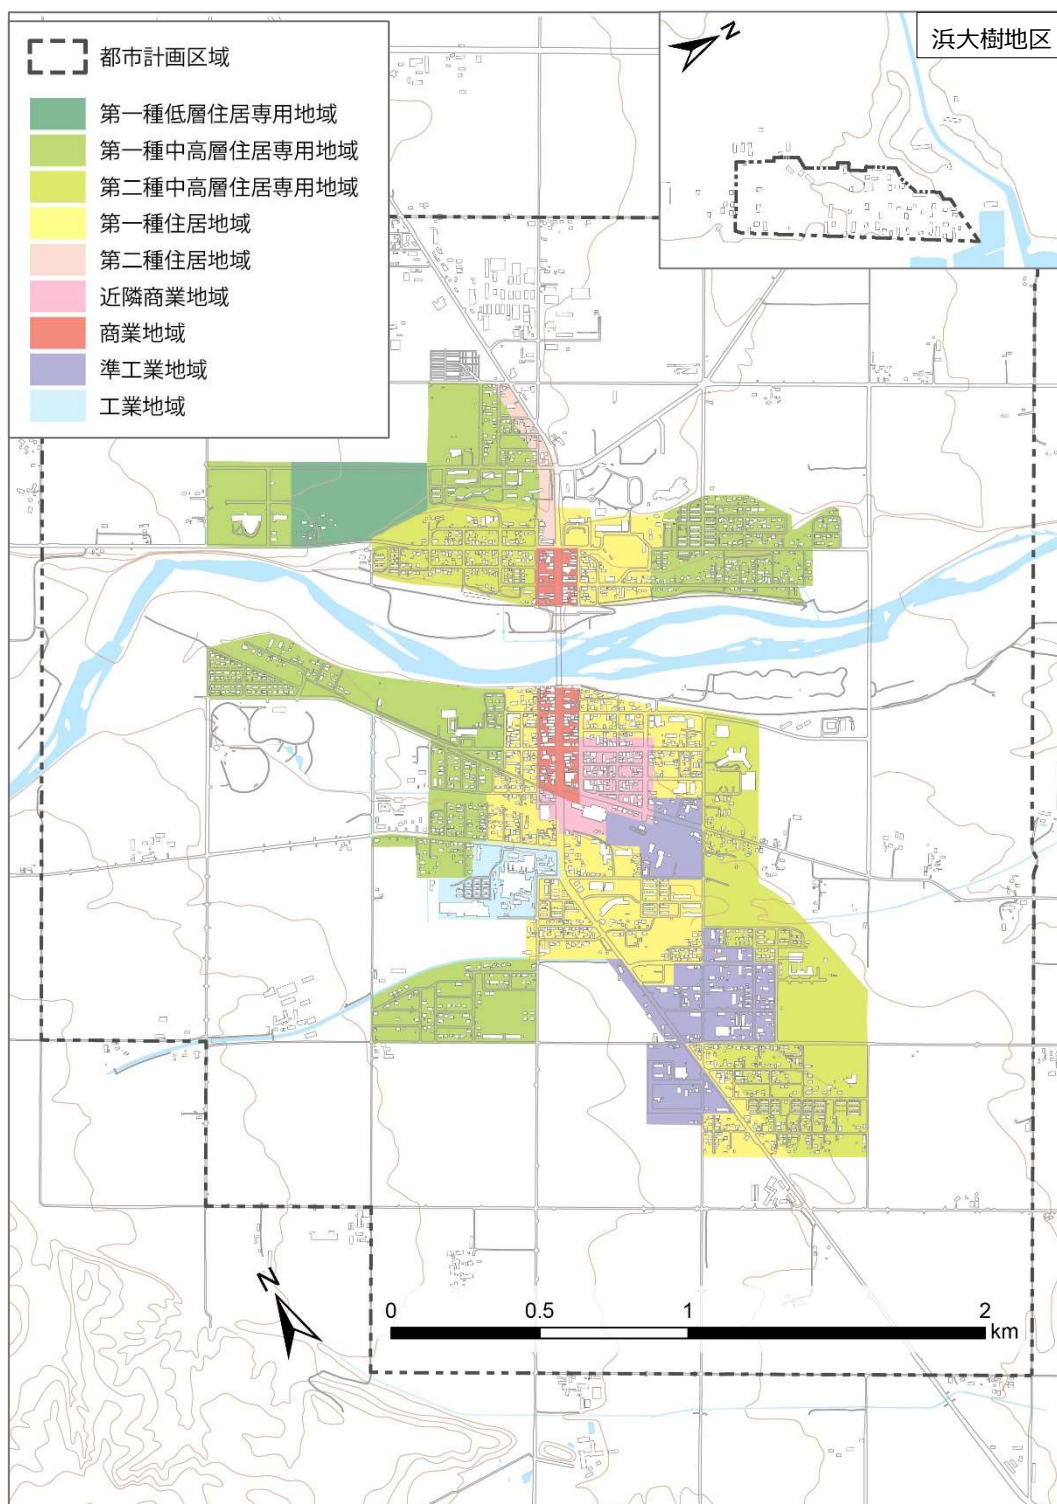 都市計画区域
第一種低層住居専用地域
第一種中高層住居専用地域
第二種中高層住居専用地域
第一種住居地域
第二種住居地域
近隣商業地域
商業地域
準工業地域
工業地域
浜大樹地区
N
N
0 0.5 1 2
km